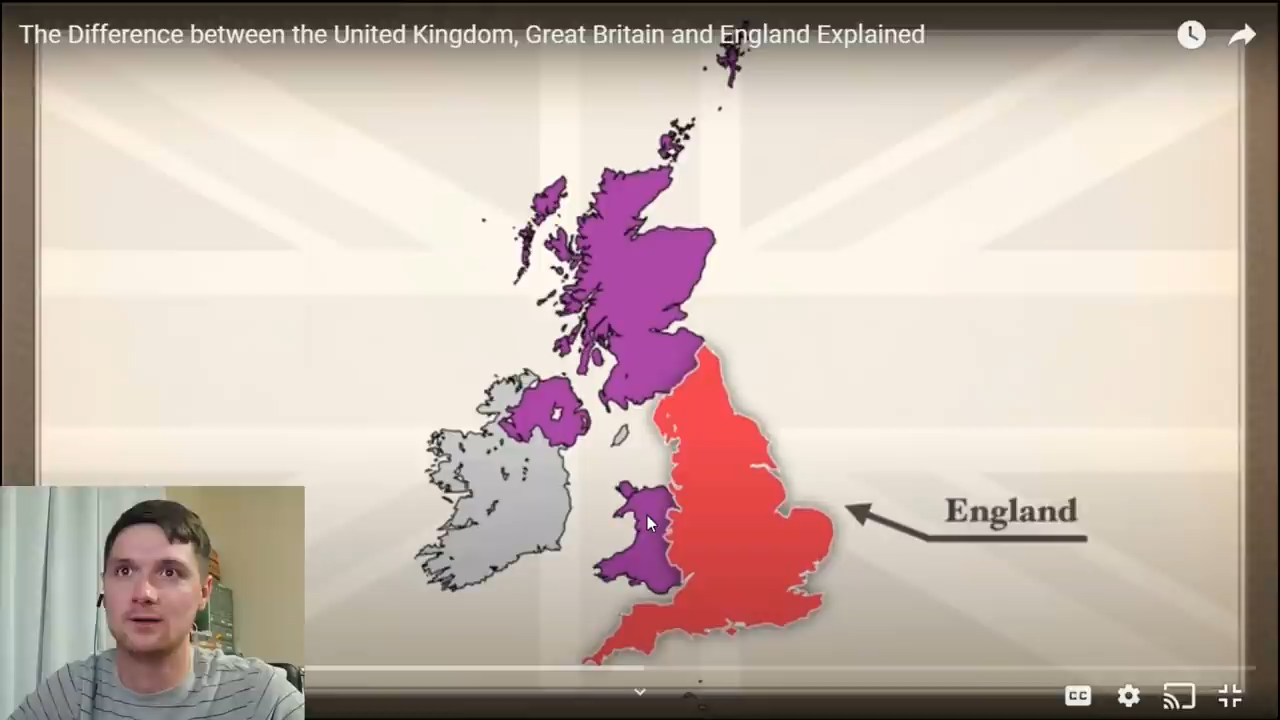 The Difference between the United Kingdom, Great Britain and England Explained
England
CC